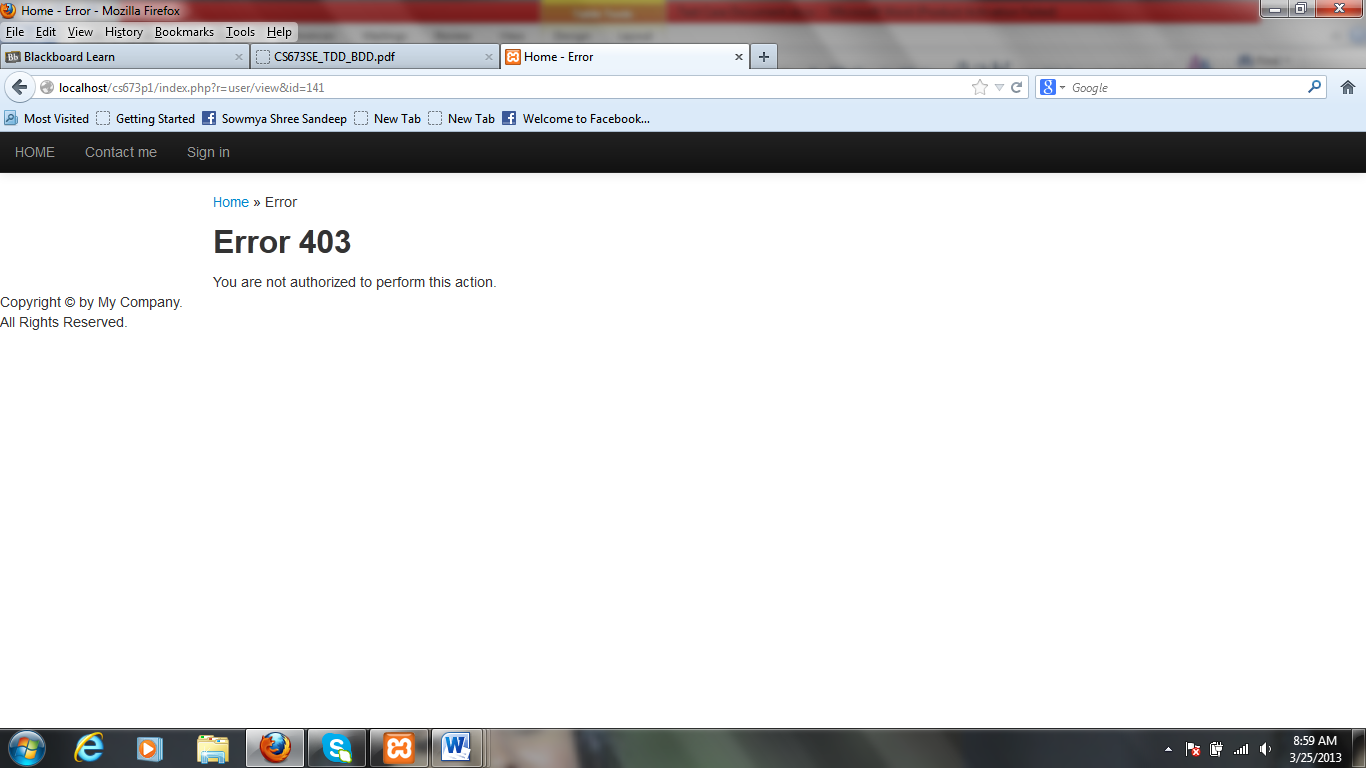 Home - Error - Mozilla Firefox
File Edit View History Bookmarks Tools Help
Blackboard Learn CS673SE_TDD_BDD.pdf Home - Error
localhost/cs673p1/index.php?r=user/view&id=141 Google
Most Visited Getting Started Sowmya Shree Sandeep New Tab New Tab Welcome to Facebook...
HOME Contact me Sign in
Home » Error
Error 403
You are not authorized to perform this action.
Copyright © by My Company.
All Rights Reserved.
8:59 AM
3/25/2013